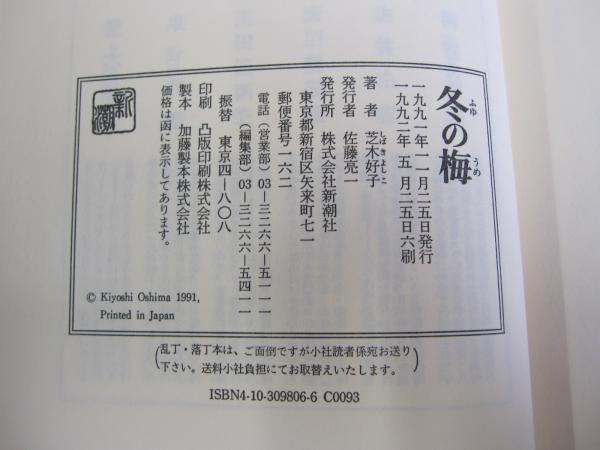 冬の梅
ふゆ
うめ
一九九一年一一月二五日発行
一九九二年 五 月二五日六刷
著 者 芝木好子
しばきよしこ
発行者 佐藤亮一
発行所 株式会社新潮社
東京都新宿区矢来町七一
郵便番号一六二
電話(営業部)03—三二六六—五一一一
(編集部)03—三二六六—五四一一
振替 東京四—八〇八
印刷 凸版印刷株式会社
製本 加藤製本株式会社
価格は函に表示してあります。
新潮
© Kiyoshi Oshima 1991,
Printed in Japan
(乱丁・落丁本は、ご面倒ですが小社読者係宛お送り
下さい。送料小社負担にてお取替えいたします。)
ISBN4-10-309806-6 C0093